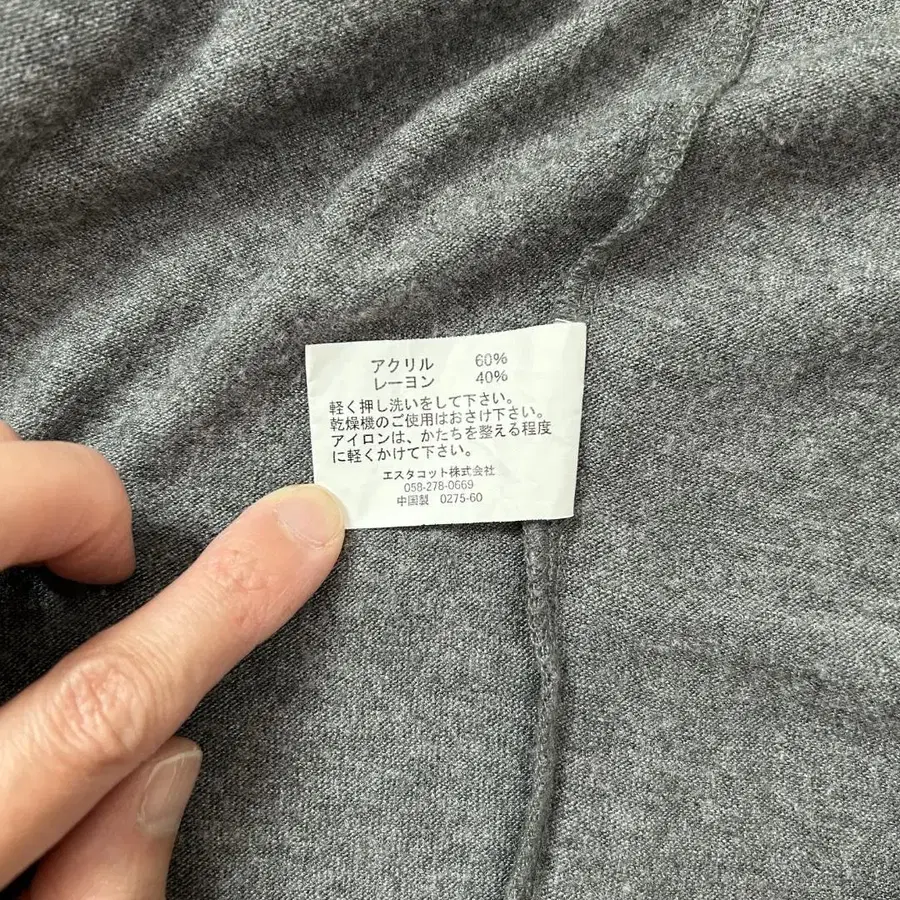 アクリル 60%
レーヨン 40%
軽く押し洗いをして下さい。
乾燥機のご使用はおさけ下さい。
アイロンは、かたちを整える程度
に軽くかけて下さい。
エスタコット株式会社
058-278-0669
中国製 0275-60